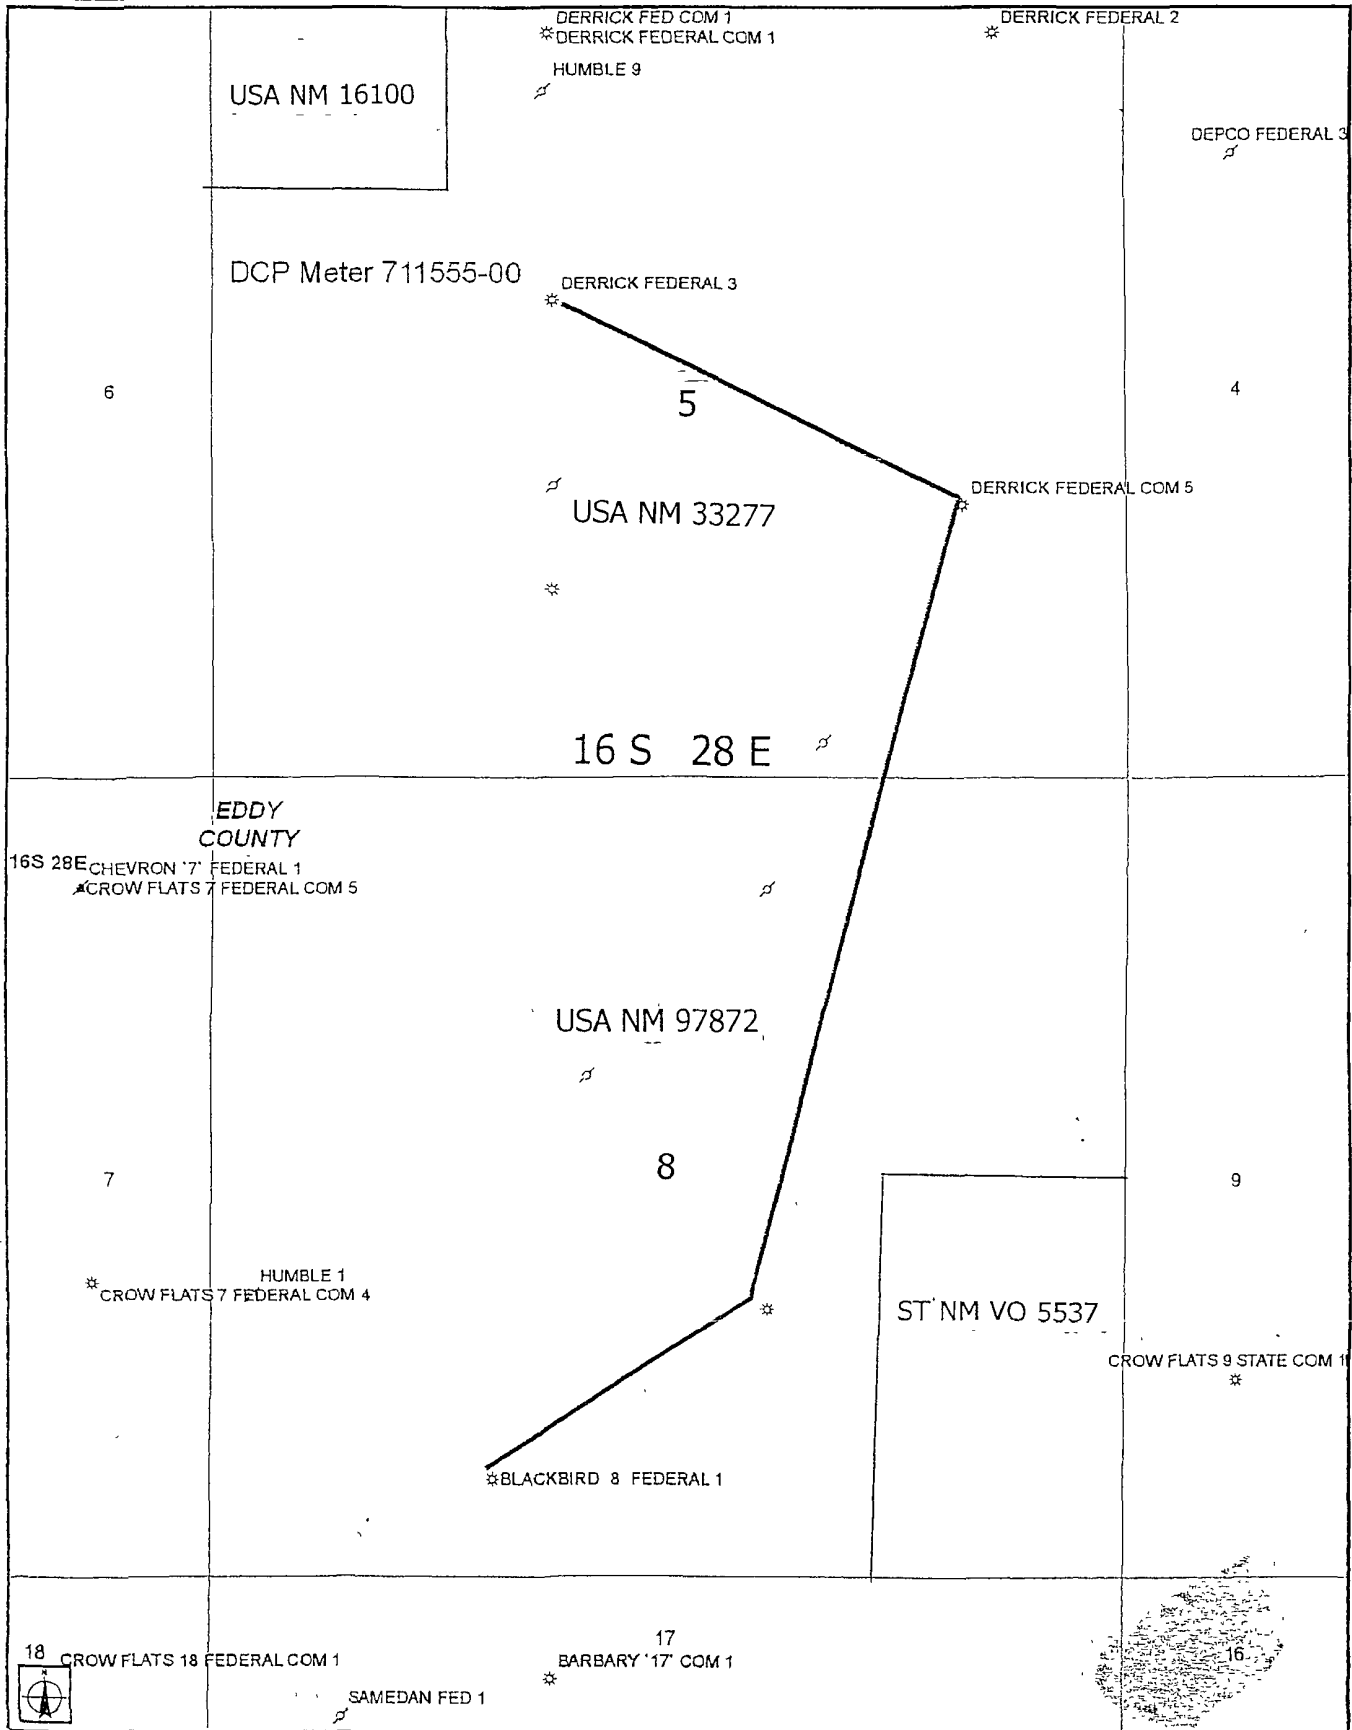 DERRICK FED COM 1
DERRICK FEDERAL COM 1
DERRICK FEDERAL 2
HUMBLE 9
USA NM 16100
DEPCO FEDERAL 3
DCP Meter 711555-00
DERRICK FEDERAL 3
6
5
4
DERRICK FEDERAL COM 5
USA NM 33277
16 S 28 E
EDDY
COUNTY
16S 28E
CHEVRON '7' FEDERAL 1
CROW FLATS 7 FEDERAL COM 5
USA NM 97872
8
7
9
HUMBLE 1
CROW FLATS 7 FEDERAL COM 4
ST NM VO 5537
CROW FLATS 9 STATE COM 1
BLACKBIRD 8 FEDERAL 1
17
18
CROW FLATS 18 FEDERAL COM 1
BARBARY '17' COM 1
16
SAMEDAN FED 1
N